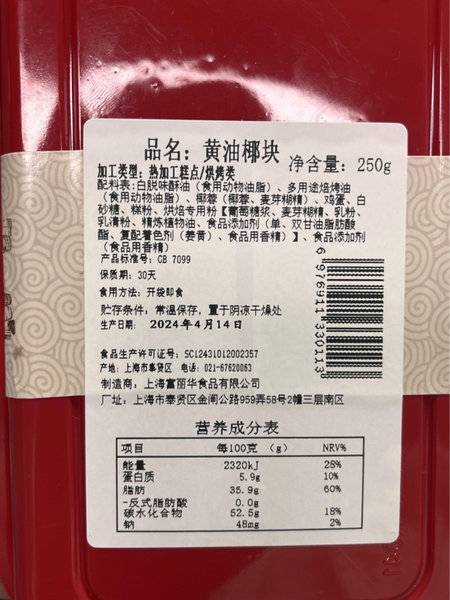 品名：黄油椰块 净含量：250g
加工类型：热加工糕点/烘烤类
配料表：白脱味酥油（食用动物油脂）、多用途焙烤油
（食用动物油脂）、椰蓉（椰蓉、麦芽糊精）、鸡蛋、白
砂糖、糕粉、烘焙专用粉【葡萄糖浆、麦芽糊精、乳粉、
乳清粉、精炼植物油、食品添加剂（单、双甘油脂肪酸
酯、复配着色剂（姜黄）、食品用香精）】、食品添加剂
（食品用香精）
产品标准号：GB 7099
保质期：30天
食用方法：开袋即食
贮存条件：常温保存，置于阴凉干燥处
生产日期： 2024年4月14日
6 976911 330113
食品生产许可证号：SC12431012002357
产地：上海市奉贤区 电话：021-67620063
制造商：上海富丽华食品有限公司
厂址：上海市奉贤区金闸公路959弄58号2幢三层南区
营养成分表
项目 每100克（g） NRV%
能量 2320kJ 28%
蛋白质 5.9g 10%
脂肪 35.9g 60%
-反式脂肪酸 0.0g
碳水化合物 52.5g 18%
钠 48mg 2%